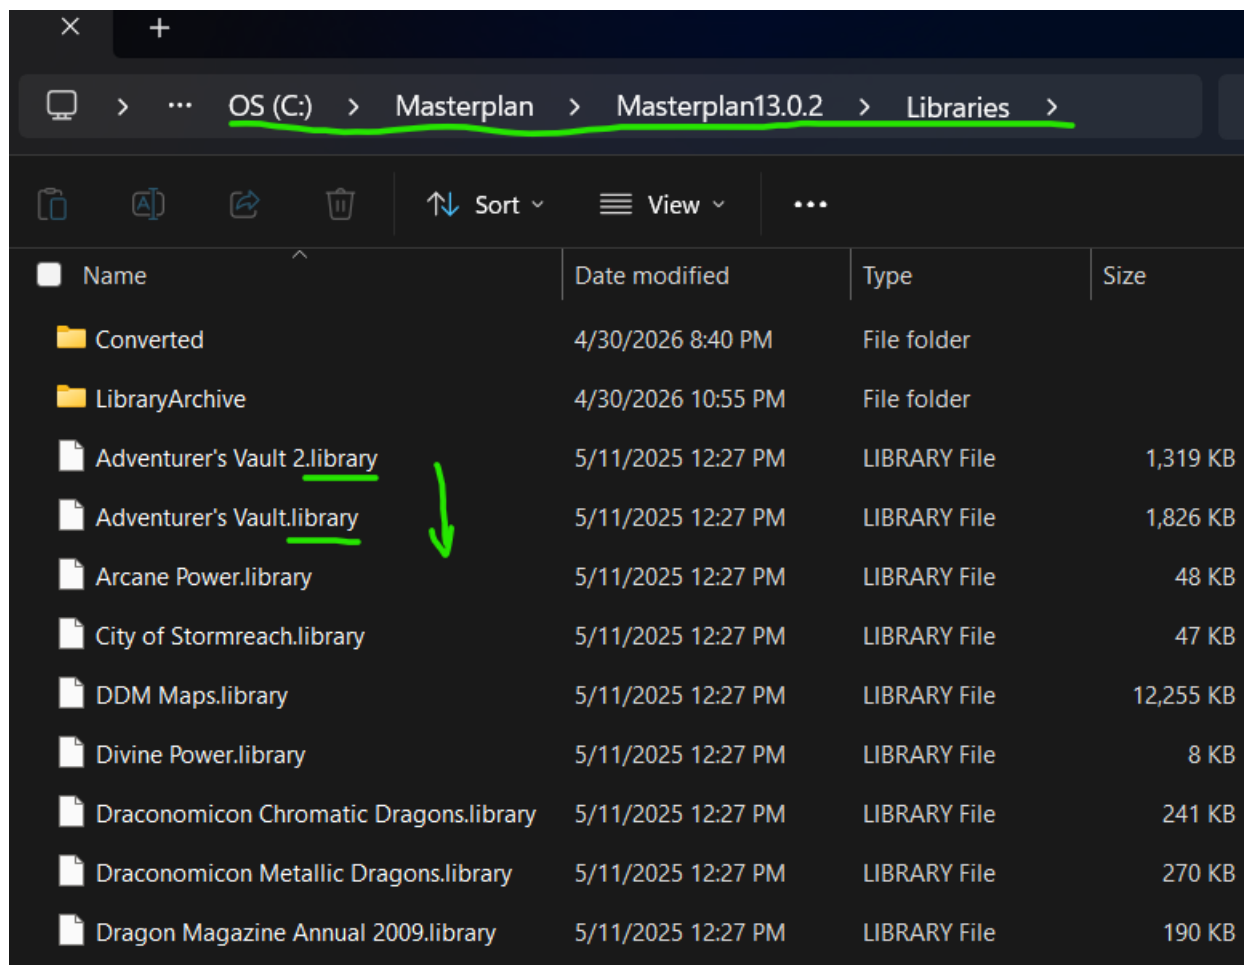 OS (C:) > Masterplan > Masterplan13.0.2 > Libraries >
Sort View
Name Date modified Type Size
Converted 4/30/2026 8:40 PM File folder
LibraryArchive 4/30/2026 10:55 PM File folder
Adventurer's Vault 2.library 5/11/2025 12:27 PM LIBRARY File 1,319 KB
Adventurer's Vault.library 5/11/2025 12:27 PM LIBRARY File 1,826 KB
Arcane Power.library 5/11/2025 12:27 PM LIBRARY File 48 KB
City of Stormreach.library 5/11/2025 12:27 PM LIBRARY File 47 KB
DDM Maps.library 5/11/2025 12:27 PM LIBRARY File 12,255 KB
Divine Power.library 5/11/2025 12:27 PM LIBRARY File 8 KB
Draconomicon Chromatic Dragons.library 5/11/2025 12:27 PM LIBRARY File 241 KB
Draconomicon Metallic Dragons.library 5/11/2025 12:27 PM LIBRARY File 270 KB
Dragon Magazine Annual 2009.library 5/11/2025 12:27 PM LIBRARY File 190 KB